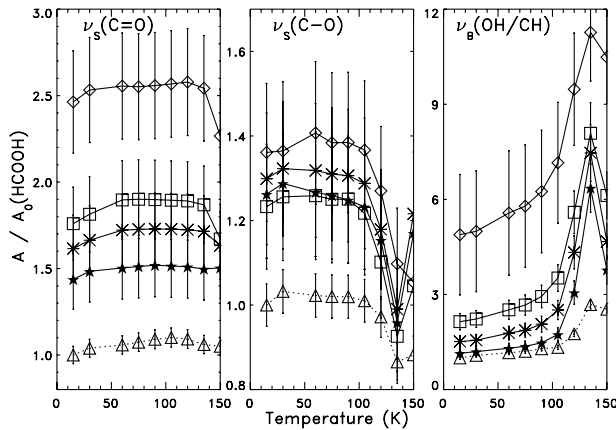 ν_S(C=O)
ν_S(C−O)
ν_B(OH/CH)
A / A₀(HCOOH)
3.0
2.5
2.0
1.5
1.0
1.6
1.4
1.2
1.0
0.8
12
9
6
3
0
0 50 100 150
0 50 100 150
0 50 100 150
Temperature (K)